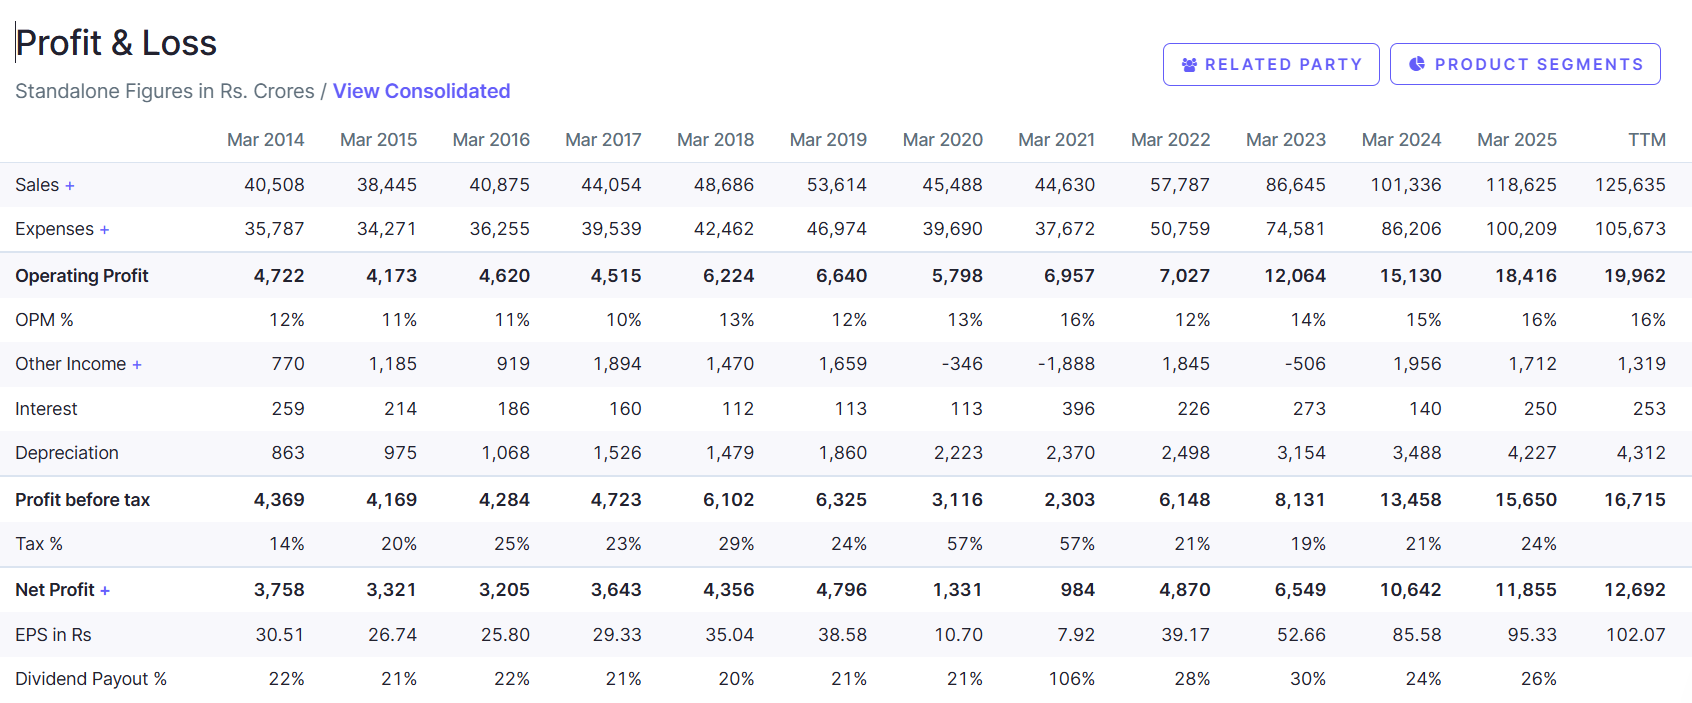 Profit & Loss
RELATED PARTY PRODUCT SEGMENTS
Standalone Figures in Rs. Crores / View Consolidated
Mar 2014 Mar 2015 Mar 2016 Mar 2017 Mar 2018 Mar 2019 Mar 2020 Mar 2021 Mar 2022 Mar 2023 Mar 2024 Mar 2025 TTM
Sales + 40,508 38,445 40,875 44,054 48,686 53,614 45,488 44,630 57,787 86,645 101,336 118,625 125,635
Expenses + 35,787 34,271 36,255 39,539 42,462 46,974 39,690 37,672 50,759 74,581 86,206 100,209 105,673
Operating Profit 4,722 4,173 4,620 4,515 6,224 6,640 5,798 6,957 7,027 12,064 15,130 18,416 19,962
OPM % 12% 11% 11% 10% 13% 12% 13% 16% 12% 14% 15% 16% 16%
Other Income + 770 1,185 919 1,894 1,470 1,659 -346 -1,888 1,845 -506 1,956 1,712 1,319
Interest 259 214 186 160 112 113 113 396 226 273 140 250 253
Depreciation 863 975 1,068 1,526 1,479 1,860 2,223 2,370 2,498 3,154 3,488 4,227 4,312
Profit before tax 4,369 4,169 4,284 4,723 6,102 6,325 3,116 2,303 6,148 8,131 13,458 15,650 16,715
Tax % 14% 20% 25% 23% 29% 24% 57% 57% 21% 19% 21% 24%
Net Profit + 3,758 3,321 3,205 3,643 4,356 4,796 1,331 984 4,870 6,549 10,642 11,855 12,692
EPS in Rs 30.51 26.74 25.80 29.33 35.04 38.58 10.70 7.92 39.17 52.66 85.58 95.33 102.07
Dividend Payout % 22% 21% 22% 21% 20% 21% 21% 106% 28% 30% 24% 26%